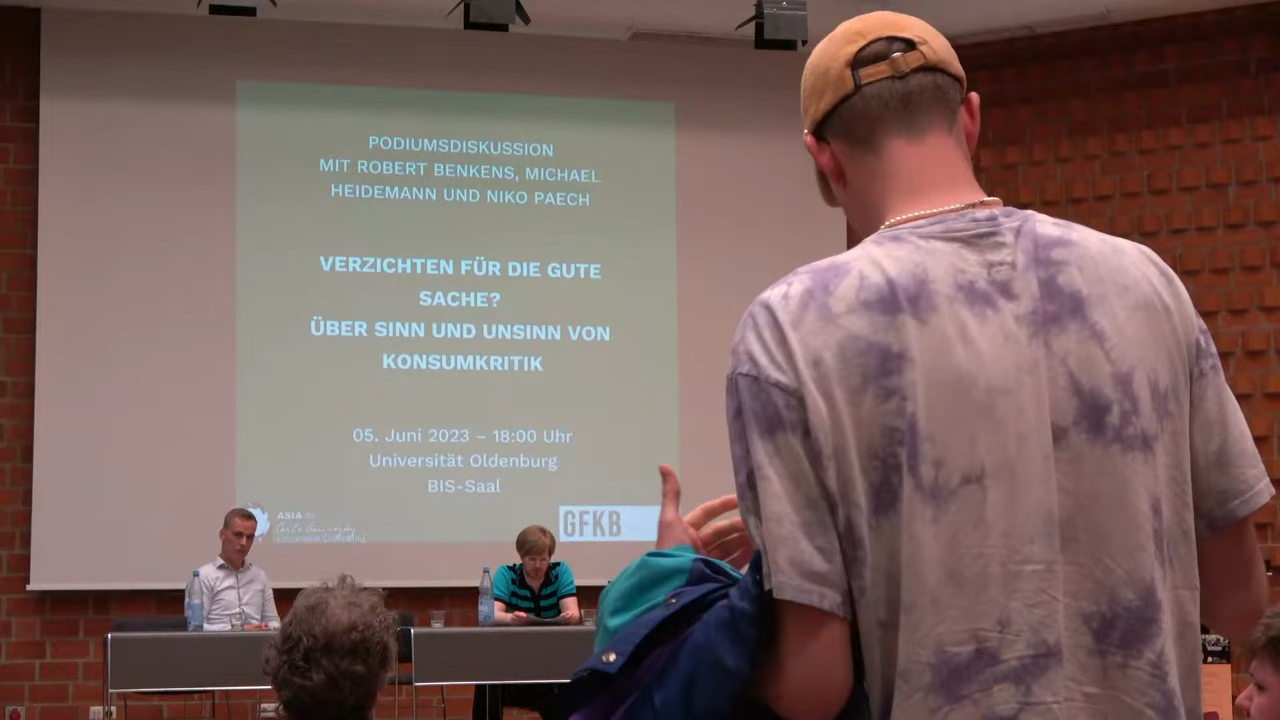 PODIUMSDISKUSSION
MIT ROBERT BENKENS, MICHAEL
HEIDEMANN UND NIKO PAECH
VERZICHTEN FÜR DIE GUTE
SACHE?
ÜBER SINN UND UNSINN VON
KONSUMKRITIK
05. Juni 2023 – 18:00 Uhr
Universität Oldenburg
BIS-Saal
GFKB